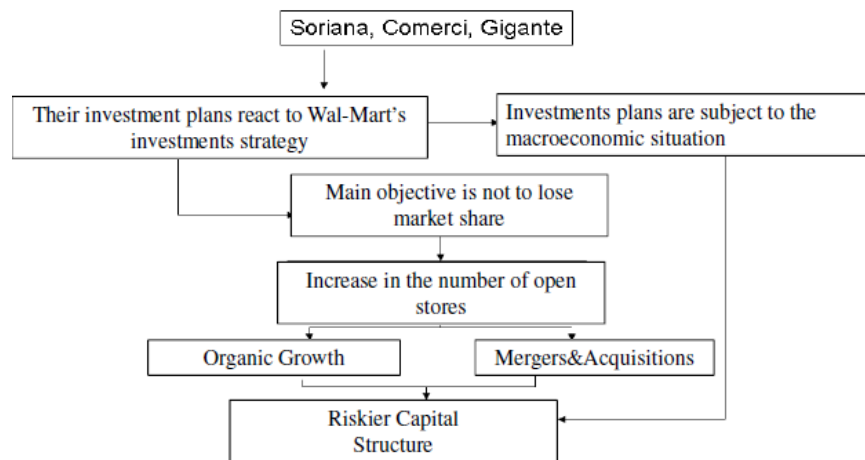 Soriana, Comerci, Gigante
Their investment plans react to Wal-Mart's
investments strategy
Investments plans are subject to the
macroeconomic situation
Main objective is not to lose
market share
Increase in the number of open
stores
Organic Growth
Mergers&Acquisitions
Riskier Capital
Structure